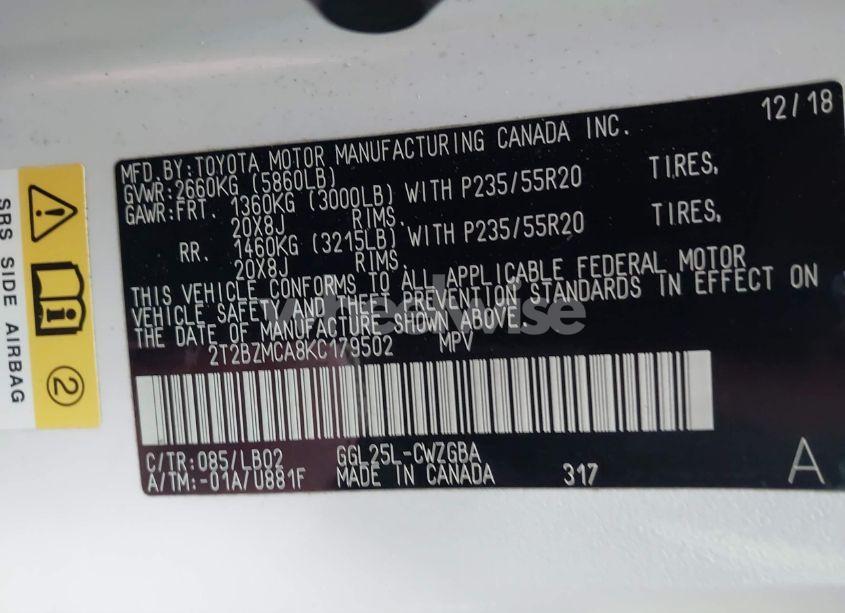 12/18
MFD.BY:TOYOTA MOTOR MANUFACTURING CANADA INC.
GVWR:2660KG (5860LB)
GAWR:FRT. 1360KG (3000LB) WITH P235/55R20 TIRES,
20X8J RIMS.
RR. 1460KG (3215LB) WITH P235/55R20 TIRES,
20X8J RIMS.
THIS VEHICLE CONFORMS TO ALL APPLICABLE FEDERAL MOTOR
VEHICLE SAFETY AND THEFT PREVENTION STANDARDS IN EFFECT ON
THE DATE OF MANUFACTURE SHOWN ABOVE.
2T2BZMCA8KC179502 MPV
C/TR:085/LB02 GGL25L-CWZGBA
A/TM:-01A/U881F MADE IN CANADA 317
A
SRS SIDE AIRBAG
2
wheelwise